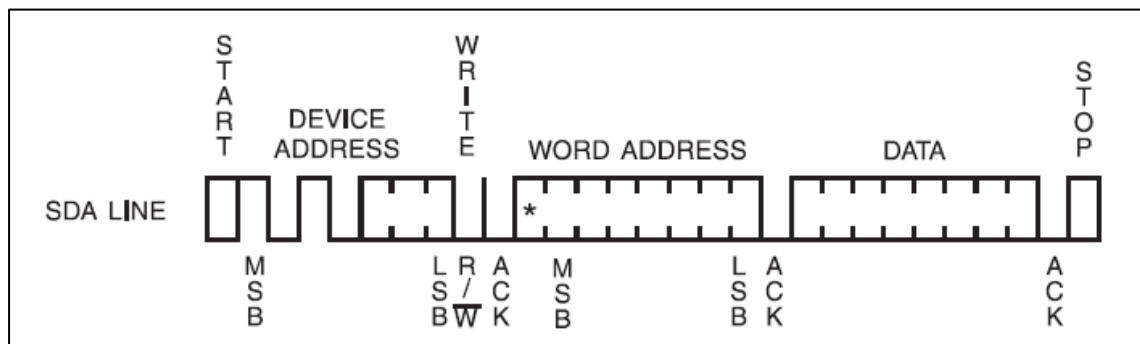 START
WRITE
STOP
DEVICE
ADDRESS
WORD ADDRESS
DATA
SDA LINE
*
MSB
LSB
R/W
ACK
MSB
LSB
ACK
ACK